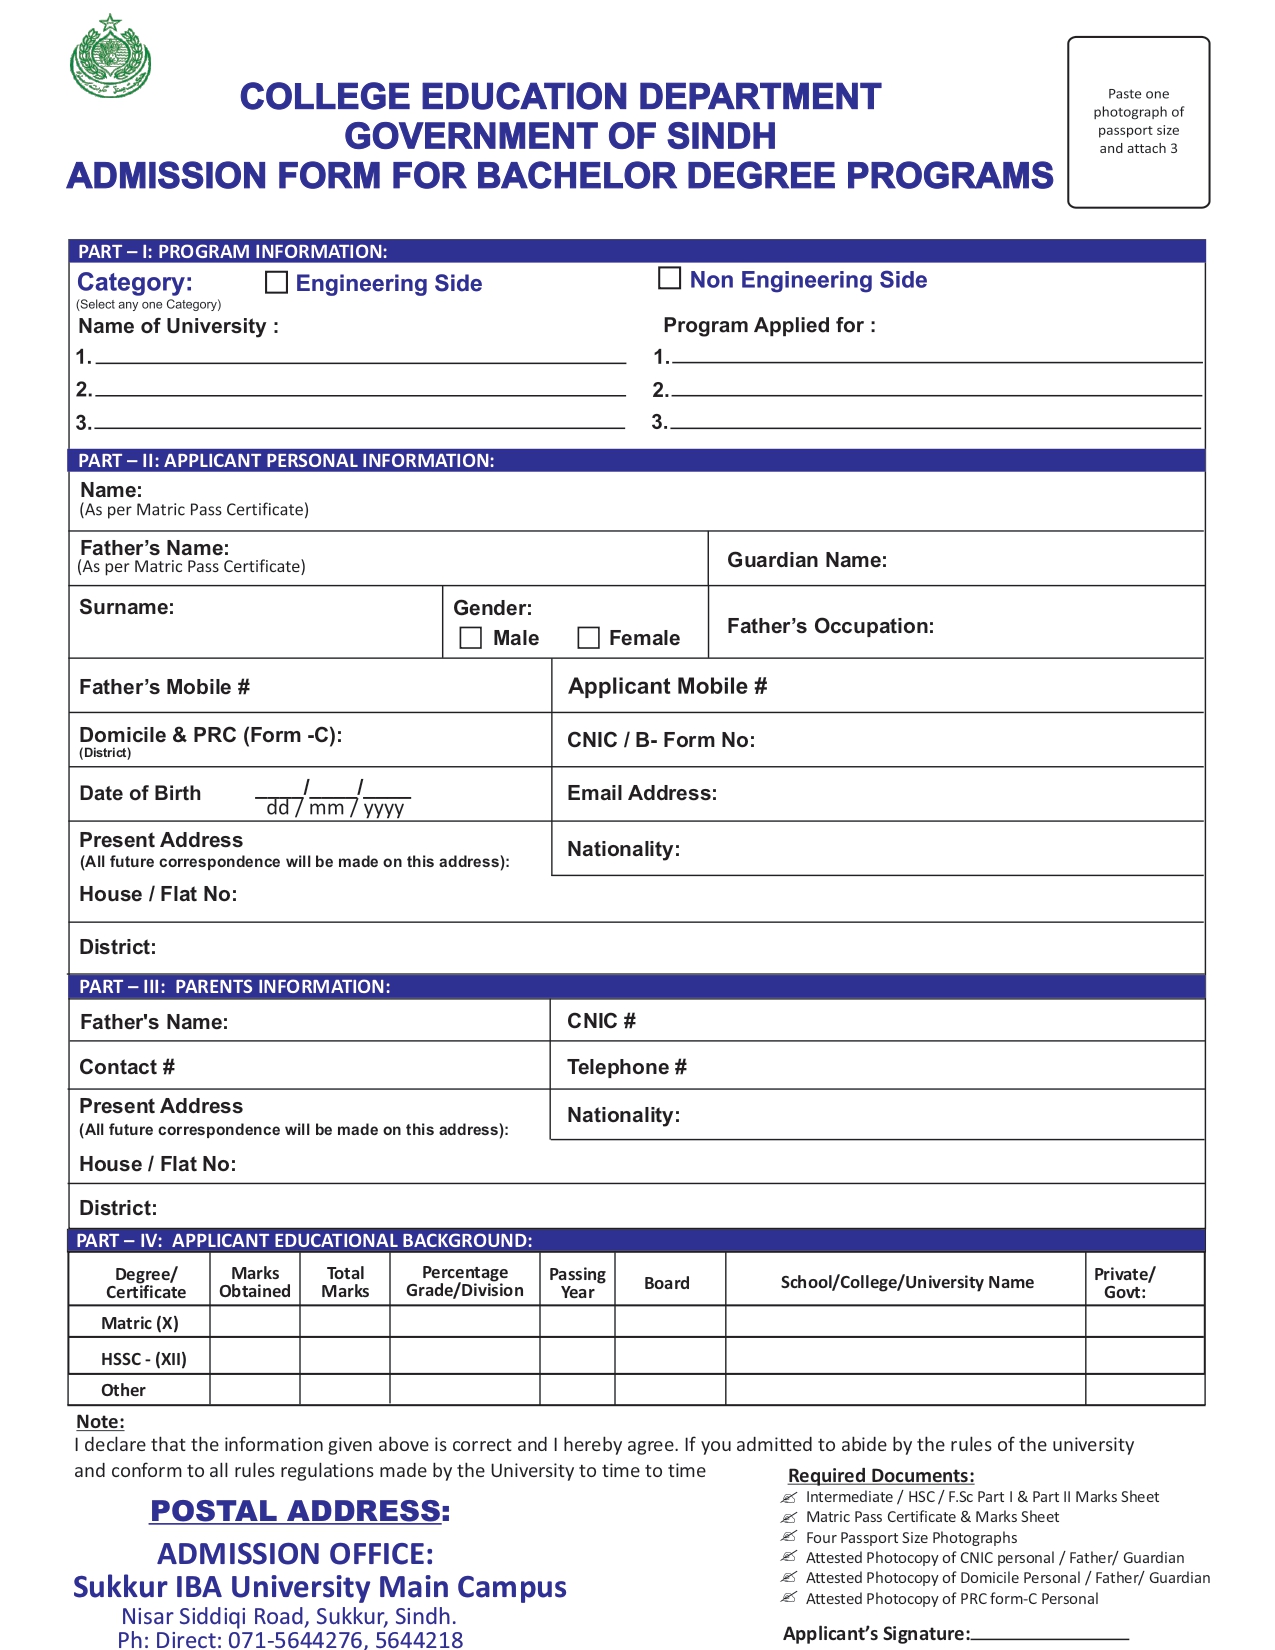 COLLEGE EDUCATION DEPARTMENT
GOVERNMENT OF SINDH
ADMISSION FORM FOR BACHELOR DEGREE PROGRAMS
Paste one
photograph of
passport size
and attach 3
PART – I: PROGRAM INFORMATION:
Category: Engineering Side Non Engineering Side
(Select any one Category)
Name of University : Program Applied for :
1. 1.
2. 2.
3. 3.
PART – II: APPLICANT PERSONAL INFORMATION:
Name:
(As per Matric Pass Certificate)
Father’s Name:
(As per Matric Pass Certificate)
Guardian Name:
Surname:
Gender:
Male Female
Father’s Occupation:
Father’s Mobile # Applicant Mobile #
Domicile & PRC (Form -C):
(District)
CNIC / B- Form No:
Date of Birth ____/____/____
dd / mm / yyyy
Email Address:
Present Address
(All future correspondence will be made on this address):
Nationality:
House / Flat No:
District:
PART – III: PARENTS INFORMATION:
Father's Name: CNIC #
Contact # Telephone #
Present Address
(All future correspondence will be made on this address):
Nationality:
House / Flat No:
District:
PART – IV: APPLICANT EDUCATIONAL BACKGROUND:
Degree/ Certificate Marks Obtained Total Marks Percentage Grade/Division Passing Year Board School/College/University Name Private/ Govt:
Matric (X)
HSSC - (XII)
Other
Note:
I declare that the information given above is correct and I hereby agree. If you admitted to abide by the rules of the university
and conform to all rules regulations made by the University to time to time
POSTAL ADDRESS:
ADMISSION OFFICE:
Sukkur IBA University Main Campus
Nisar Siddiqi Road, Sukkur, Sindh.
Ph: Direct: 071-5644276, 5644218
Required Documents:
Intermediate / HSC / F.Sc Part I & Part II Marks Sheet
Matric Pass Certificate & Marks Sheet
Four Passport Size Photographs
Attested Photocopy of CNIC personal / Father/ Guardian
Attested Photocopy of Domicile Personal / Father/ Guardian
Attested Photocopy of PRC form-C Personal
Applicant’s Signature: